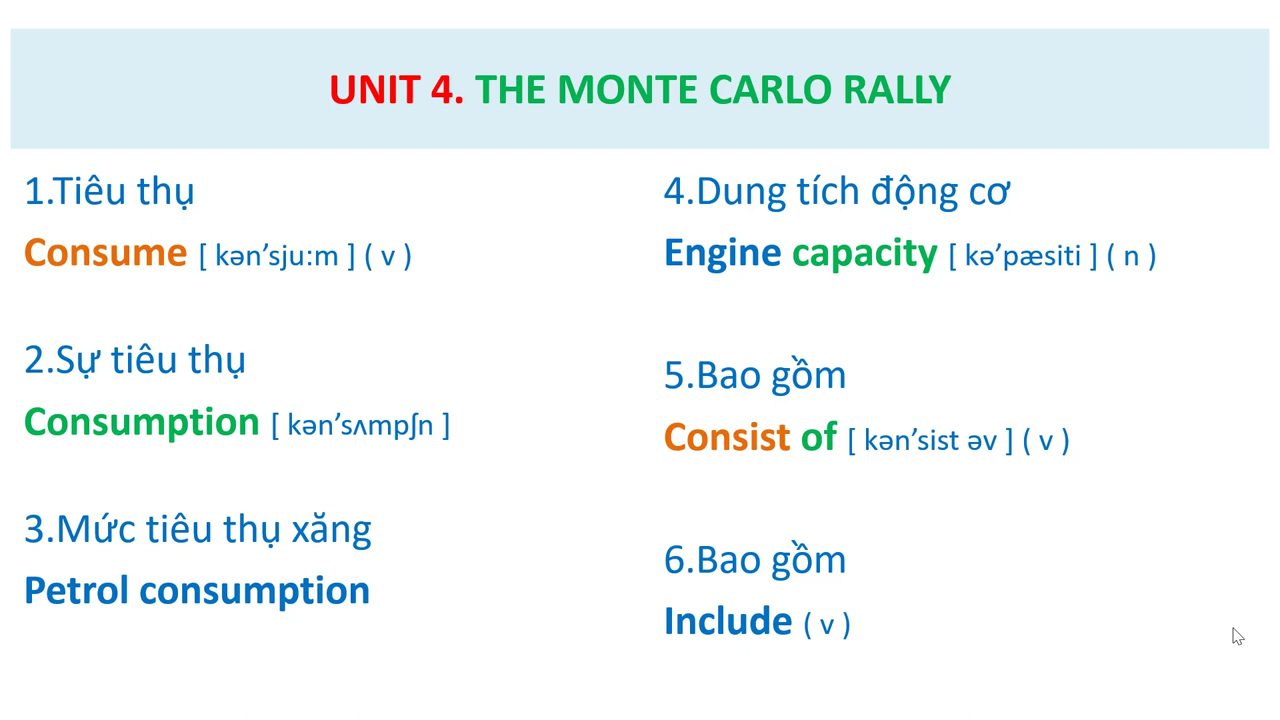 UNIT 4. THE MONTE CARLO RALLY
1.Tiêu thụ
Consume [ kən’sju:m ] ( v )
2.Sự tiêu thụ
Consumption [ kən’sʌmpʃn ]
3.Mức tiêu thụ xăng
Petrol consumption
4.Dung tích động cơ
Engine capacity [ kə’pæsiti ] ( n )
5.Bao gồm
Consist of [ kən’sist əv ] ( v )
6.Bao gồm
Include ( v )